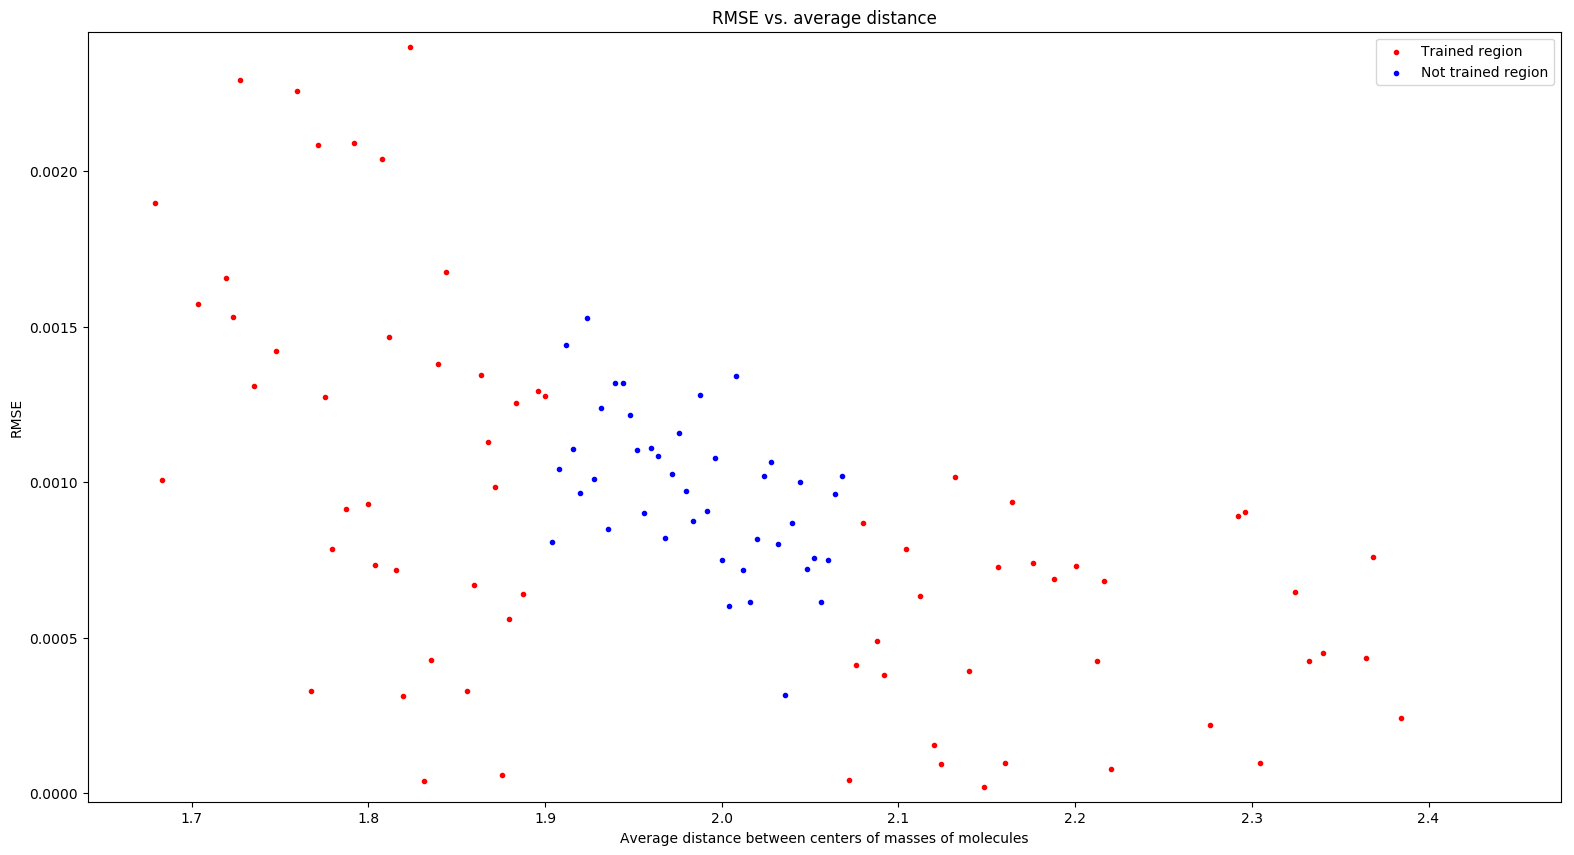 RMSE vs. average distance
Trained region
Not trained region
0.0020
0.0015
0.0010
0.0005
0.0000
RMSE
1.7 1.8 1.9 2.0 2.1 2.2 2.3 2.4
Average distance between centers of masses of molecules